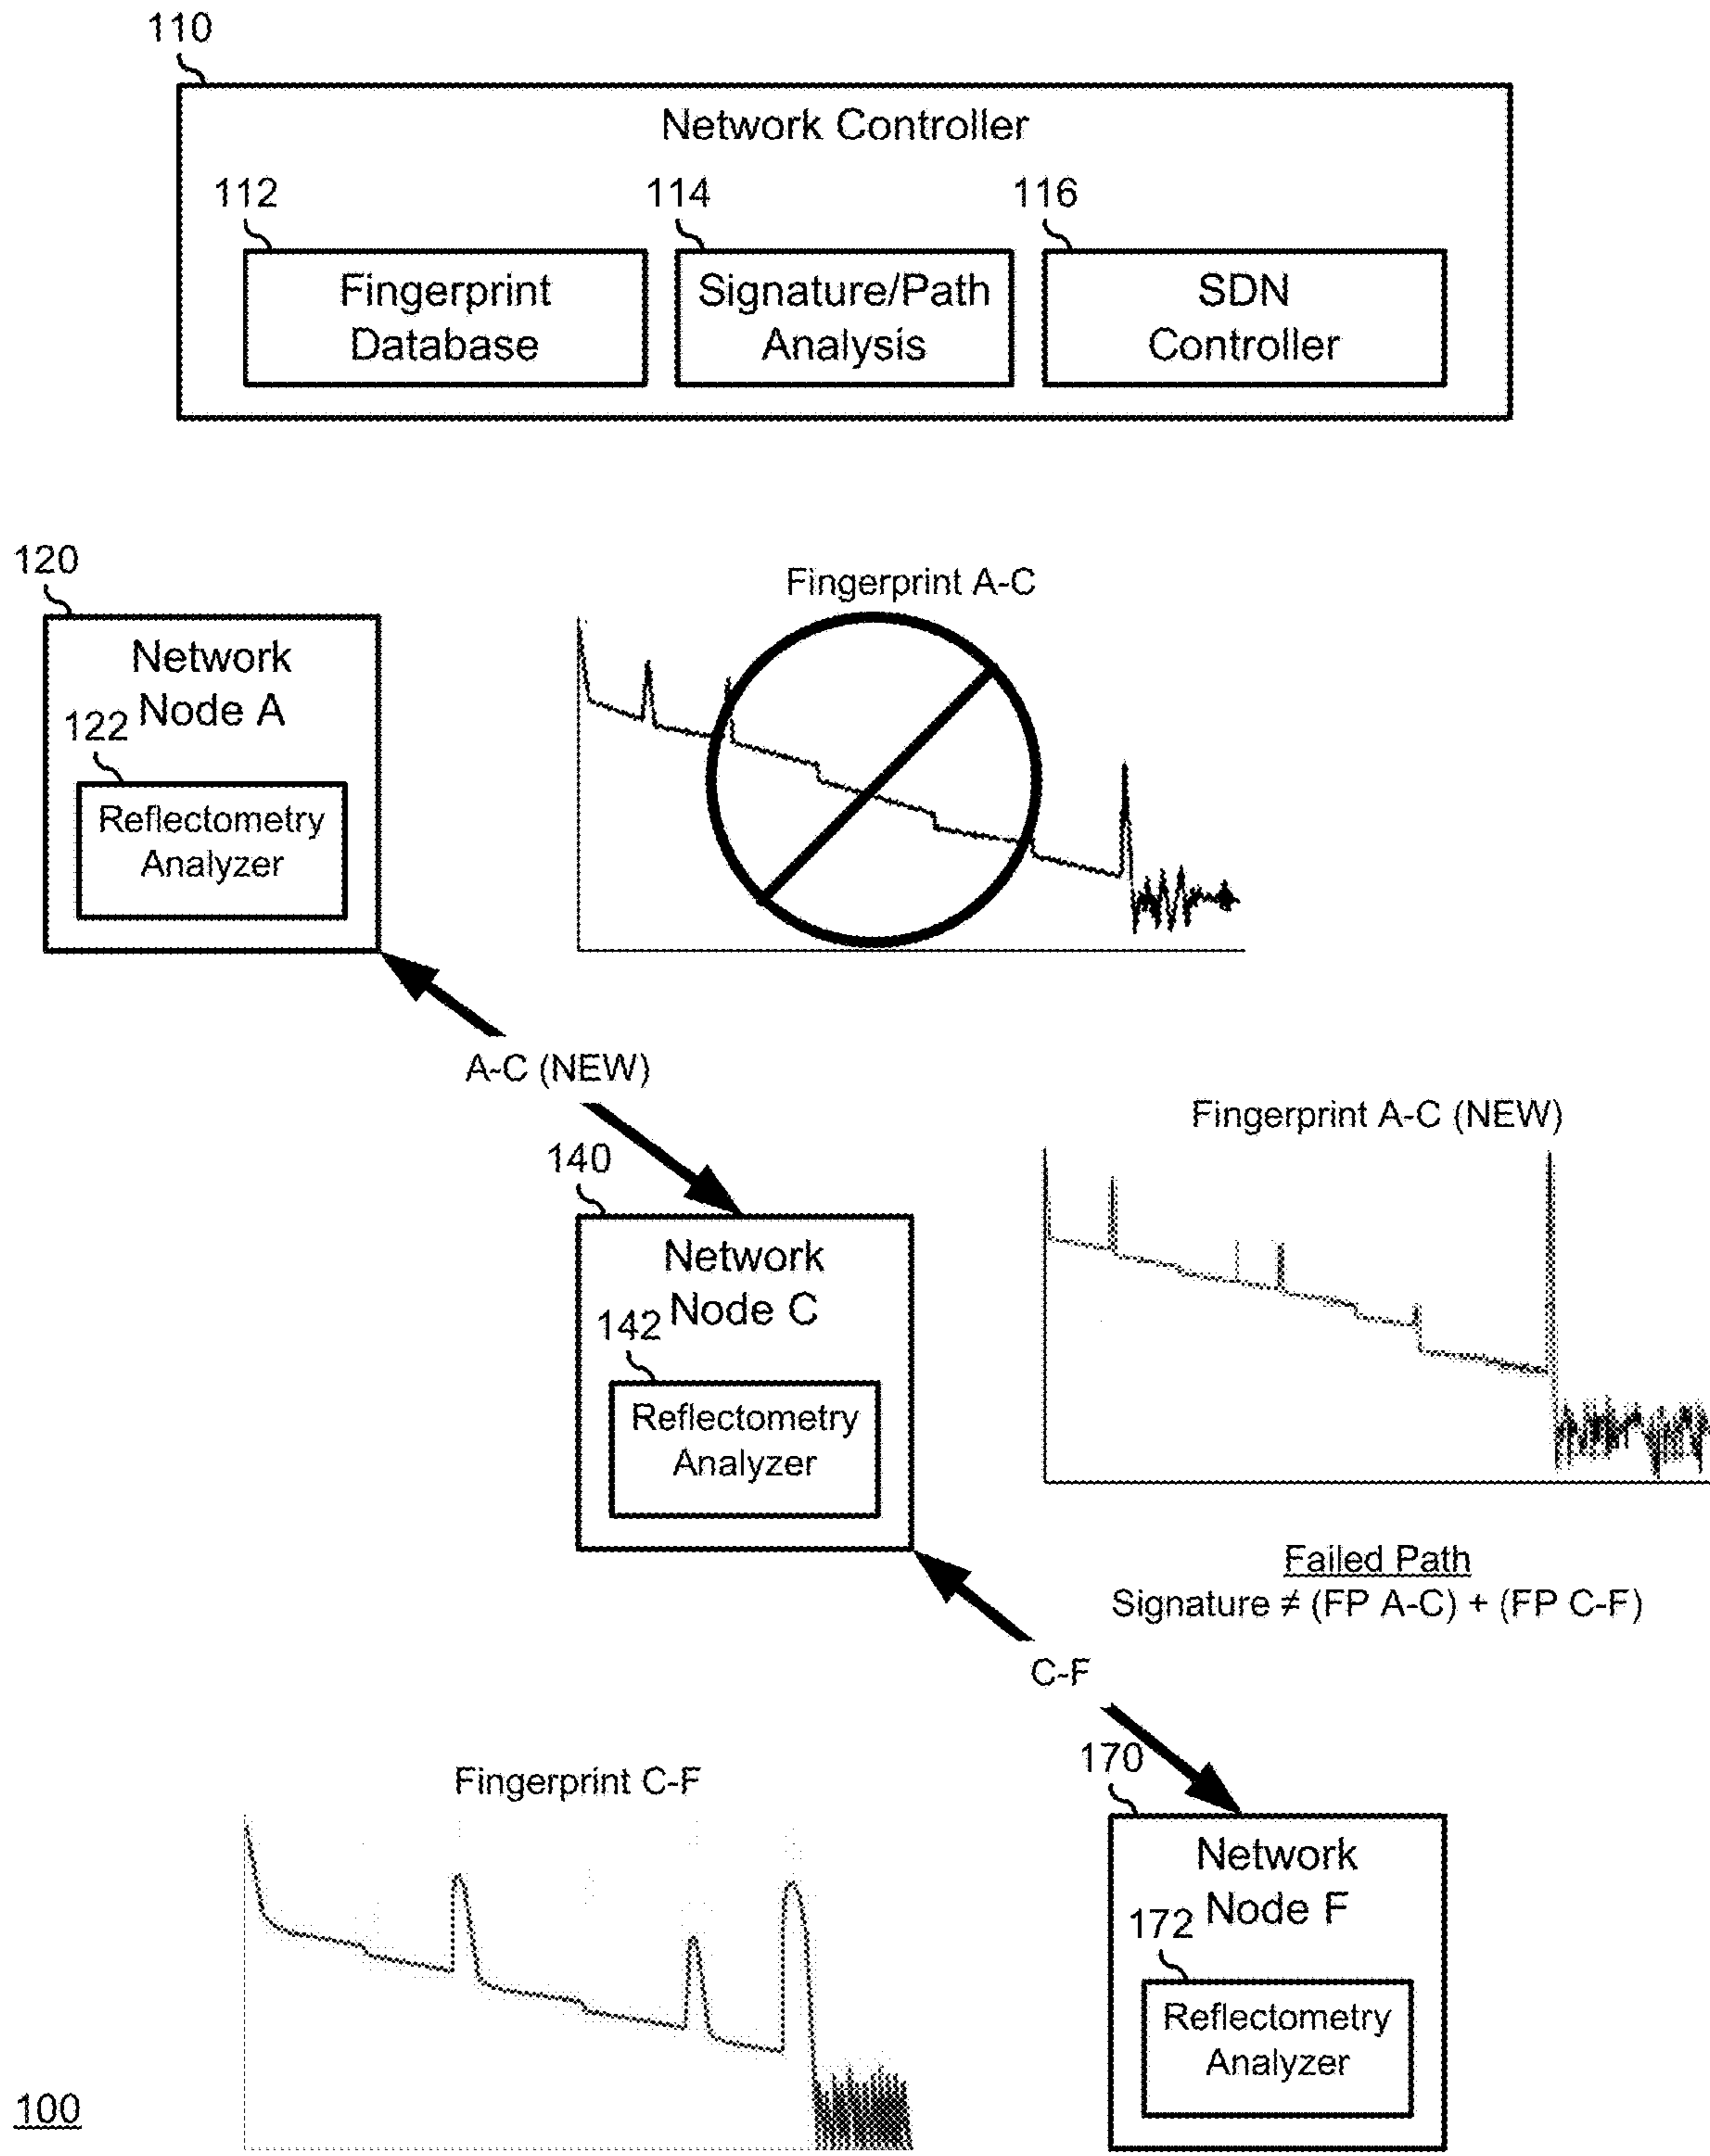 110
Network Controller
112
114
116
Fingerprint
Database
Signature/Path
Analysis
SDN
Controller
120
Network
Node A
122
Reflectometry
Analyzer
Fingerprint A-C
A-C (NEW)
Fingerprint A-C (NEW)
140
Network
Node C
142
Reflectometry
Analyzer
Failed Path
Signature ≠ (FP A-C) + (FP C-F)
C-F
170
Network
Node F
172
Reflectometry
Analyzer
Fingerprint C-F
100